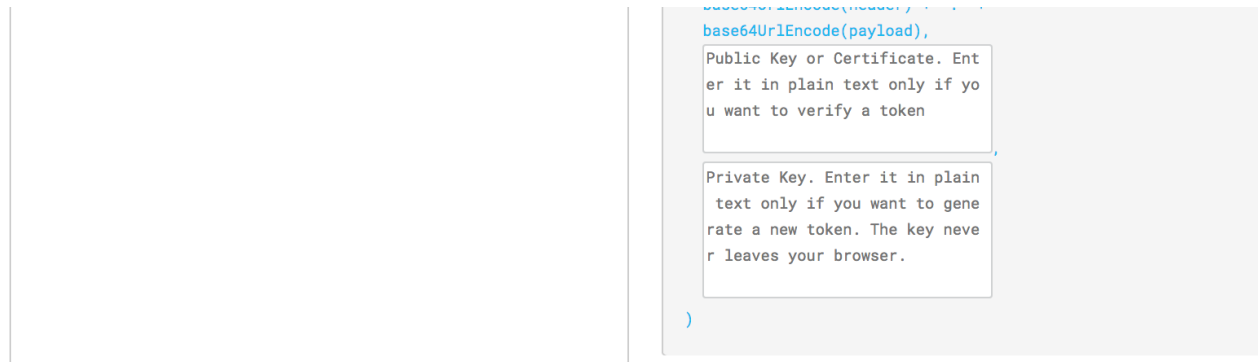 base64UrlEncode(header) + "." +
base64UrlEncode(payload),
Public Key or Certificate. Ent
er it in plain text only if yo
u want to verify a token
,
Private Key. Enter it in plain
text only if you want to gene
rate a new token. The key neve
r leaves your browser.
)